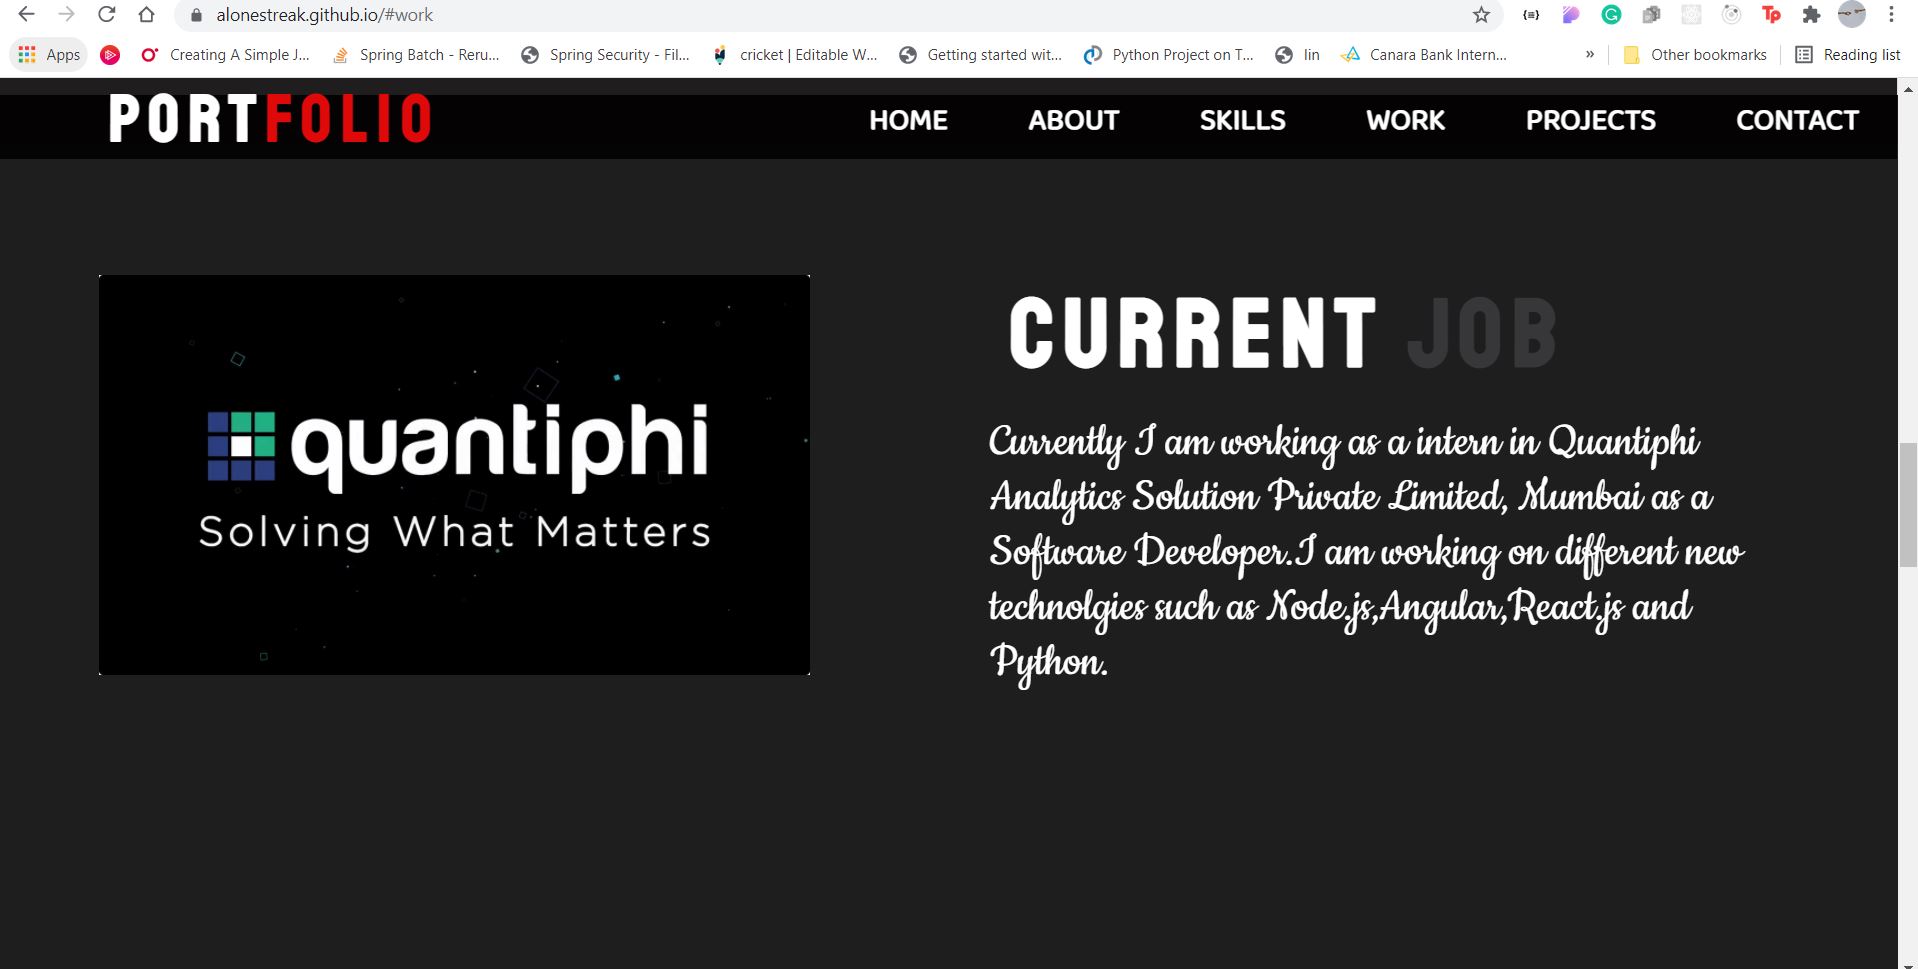 alonestreak.github.io/#work
Apps
Creating A Simple J...
Spring Batch - Reru...
Spring Security - Fil...
cricket | Editable W...
Getting started wit...
Python Project on T...
lin
Canara Bank Intern...
»
Other bookmarks
Reading list
PORTFOLIO
HOME
ABOUT
SKILLS
WORK
PROJECTS
CONTACT
quantiphi
Solving What Matters
CURRENT JOB
Currently I am working as a intern in Quantiphi
Analytics Solution Private Limited, Mumbai as a
Software Developer.I am working on different new
technolgies such as Node.js,Angular,React.js and
Python.